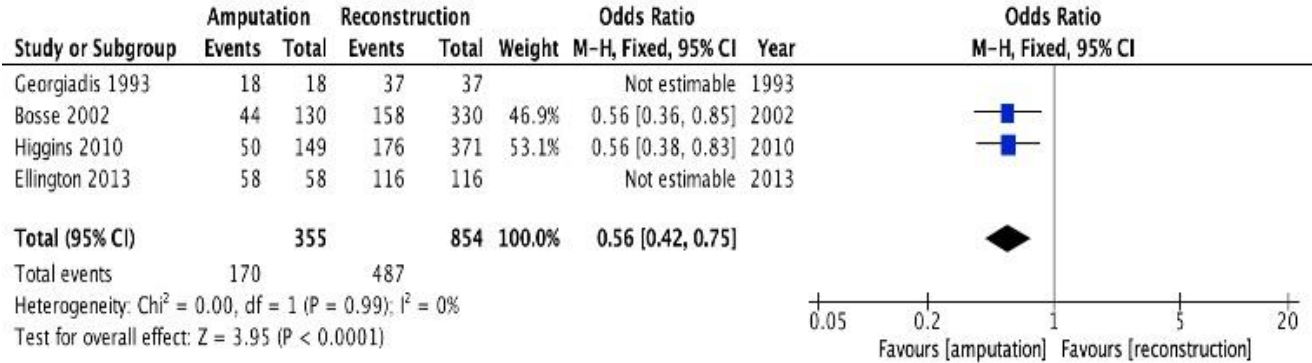 Amputation Reconstruction Odds Ratio Odds Ratio
Study or Subgroup Events Total Events Total Weight M-H, Fixed, 95% CI Year M-H, Fixed, 95% CI
Georgiadis 1993 18 18 37 37 Not estimable 1993
Bosse 2002 44 130 158 330 46.9% 0.56 [0.36, 0.85] 2002
Higgins 2010 50 149 176 371 53.1% 0.56 [0.38, 0.83] 2010
Ellington 2013 58 58 116 116 Not estimable 2013
Total (95% CI) 355 854 100.0% 0.56 [0.42, 0.75]
Total events 170 487
Heterogeneity: Chi² = 0.00, df = 1 (P = 0.99); I² = 0%
Test for overall effect: Z = 3.95 (P < 0.0001)
0.05 0.2 1 5 20
Favours [amputation] Favours [reconstruction]